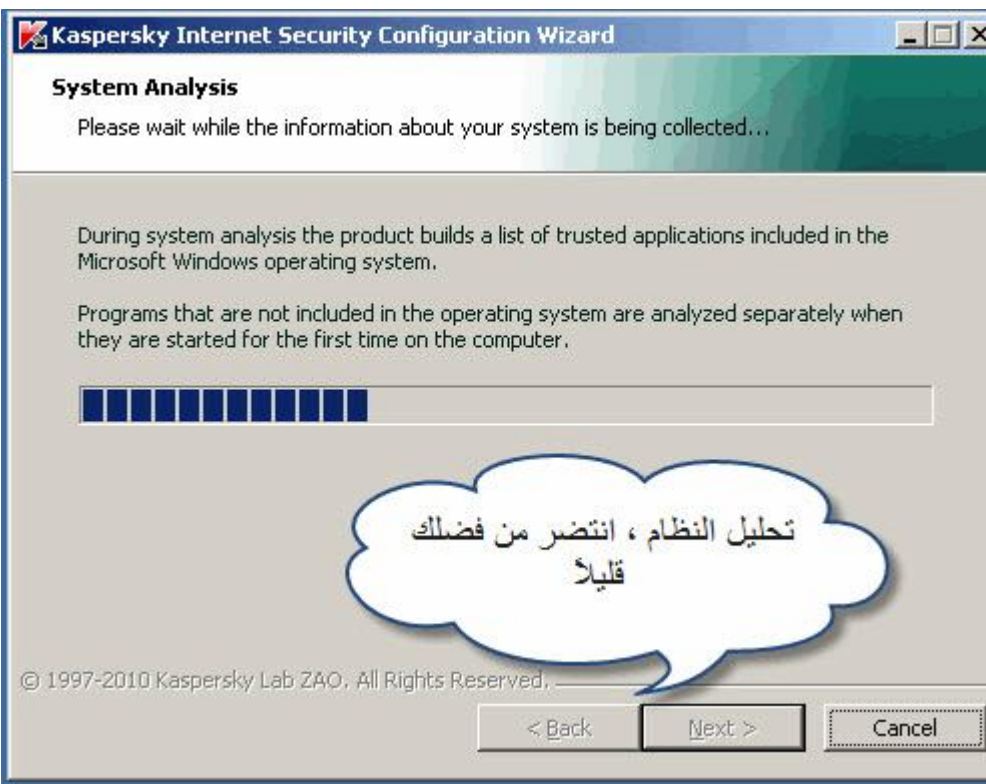 Kaspersky Internet Security Configuration Wizard
System Analysis
Please wait while the information about your system is being collected...
During system analysis the product builds a list of trusted applications included in the
Microsoft Windows operating system.
Programs that are not included in the operating system are analyzed separately when
they are started for the first time on the computer.
تحليل النظام ، انتضر من فضلك
قليلاً
© 1997-2010 Kaspersky Lab ZAO. All Rights Reserved.
< Back Next > Cancel